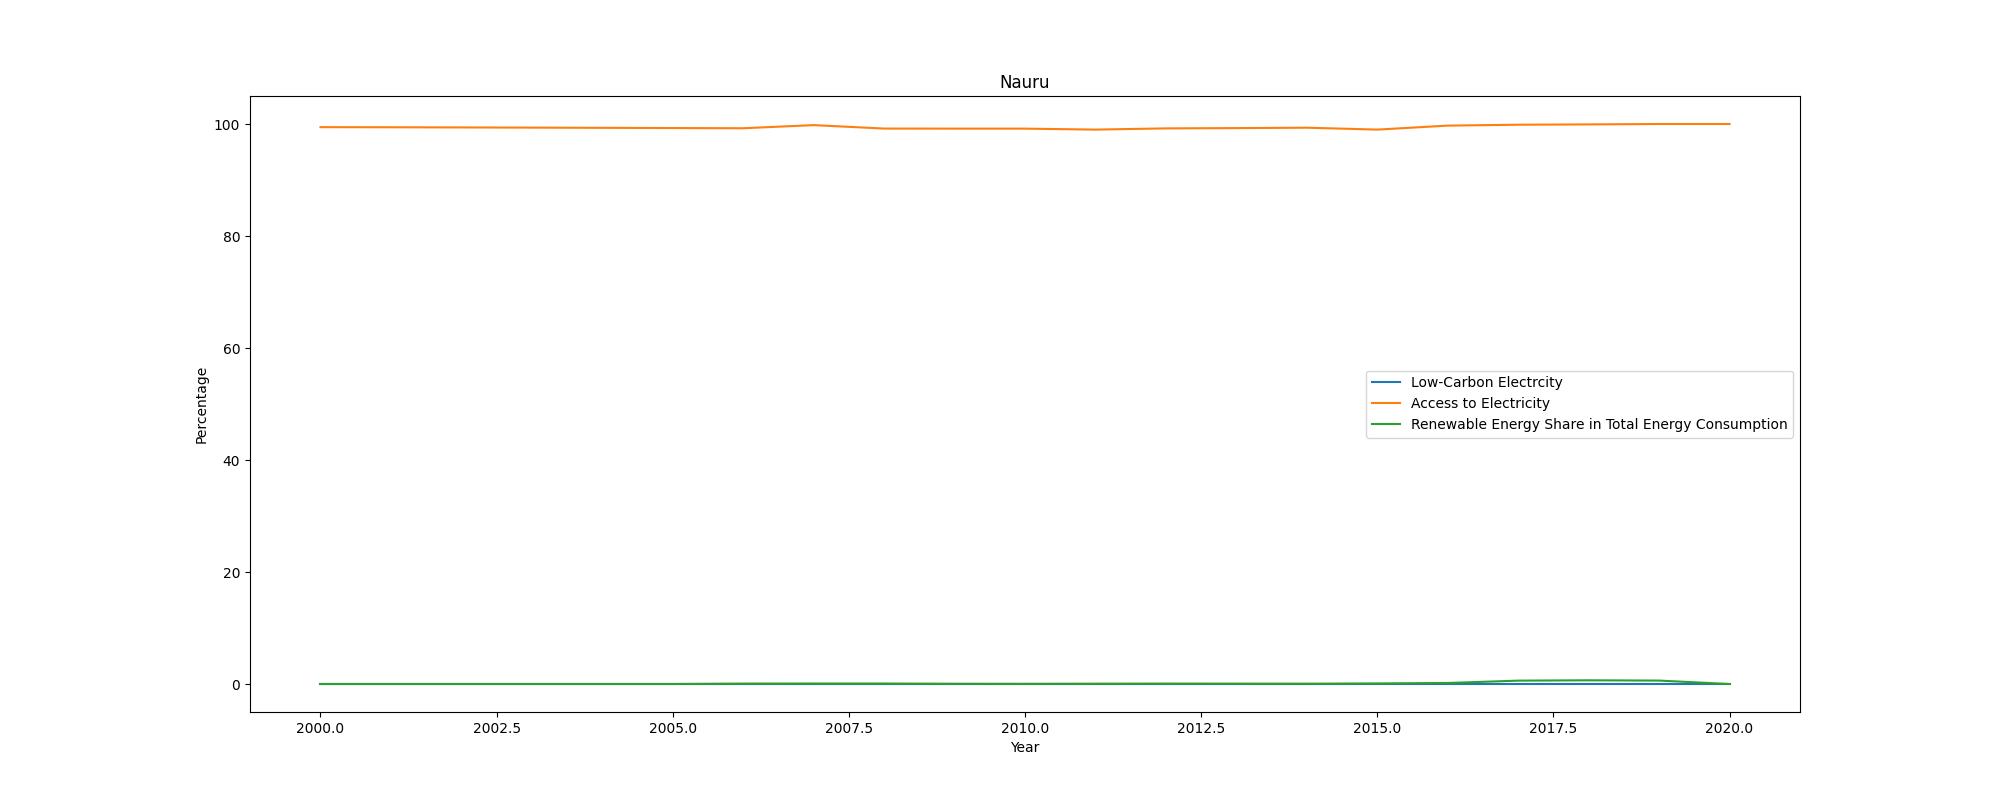 Nauru
100
80
60
40
20
0
Percentage
Low-Carbon Electrcity
Access to Electricity
Renewable Energy Share in Total Energy Consumption
2000.0 2002.5 2005.0 2007.5 2010.0 2012.5 2015.0 2017.5 2020.0
Year